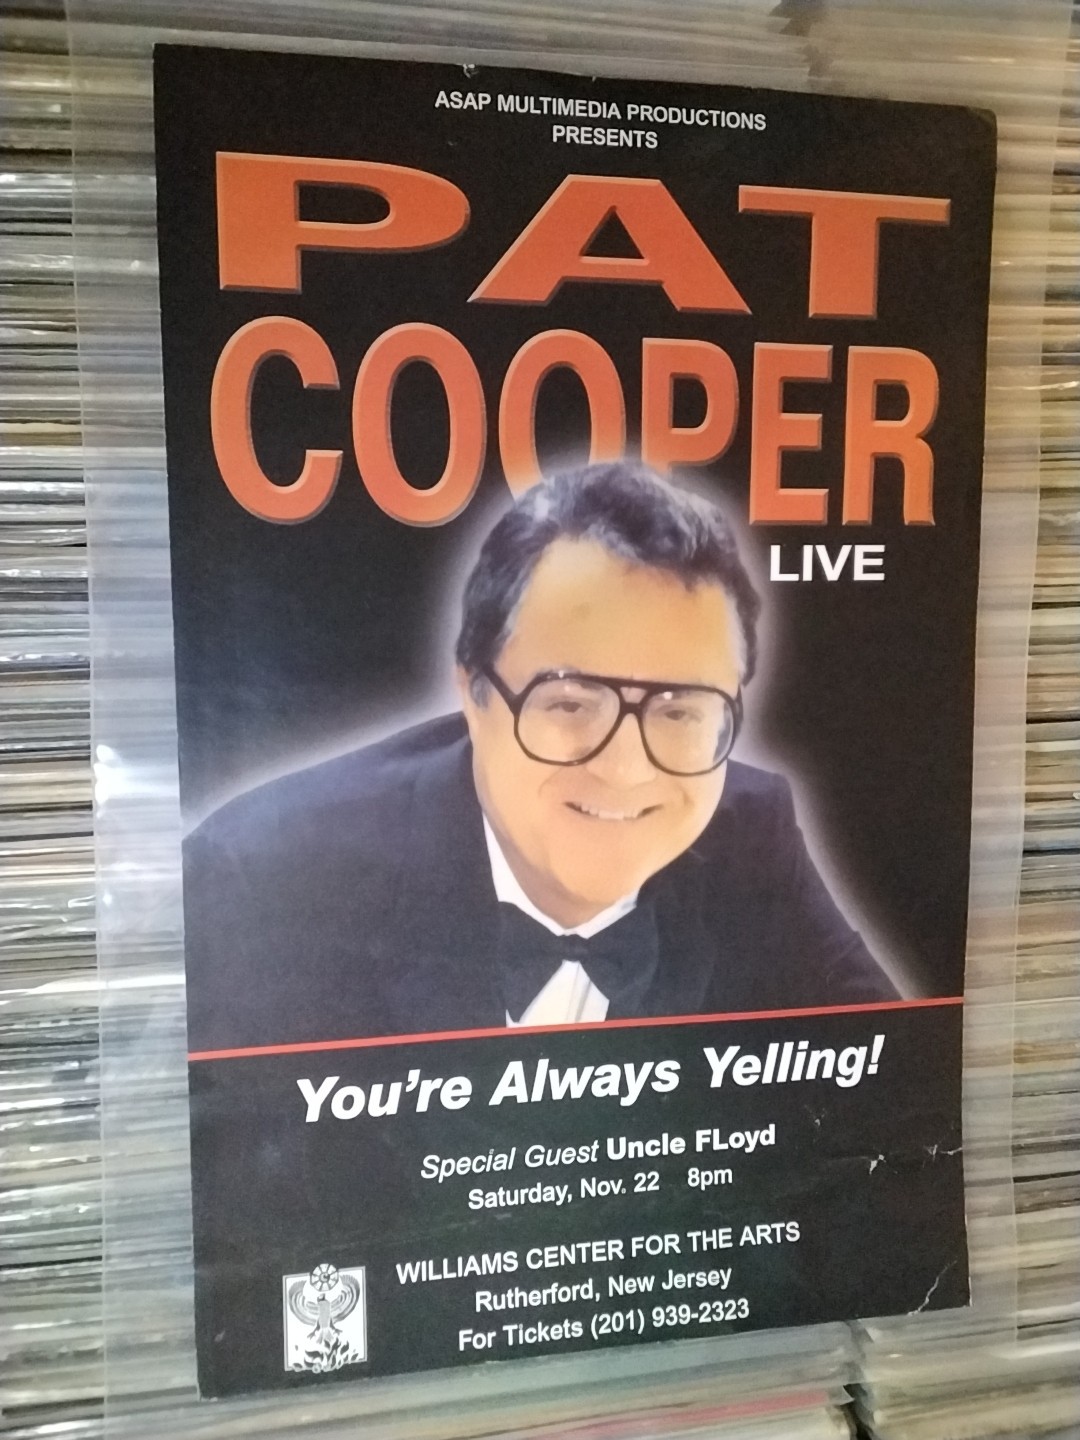 ASAP MULTIMEDIA PRODUCTIONS
PRESENTS
PAT
COOPER
LIVE
You're Always Yelling!
Special Guest Uncle FLoyd
Saturday, Nov. 22 8pm
WILLIAMS CENTER FOR THE ARTS
Rutherford, New Jersey
For Tickets (201) 939-2323